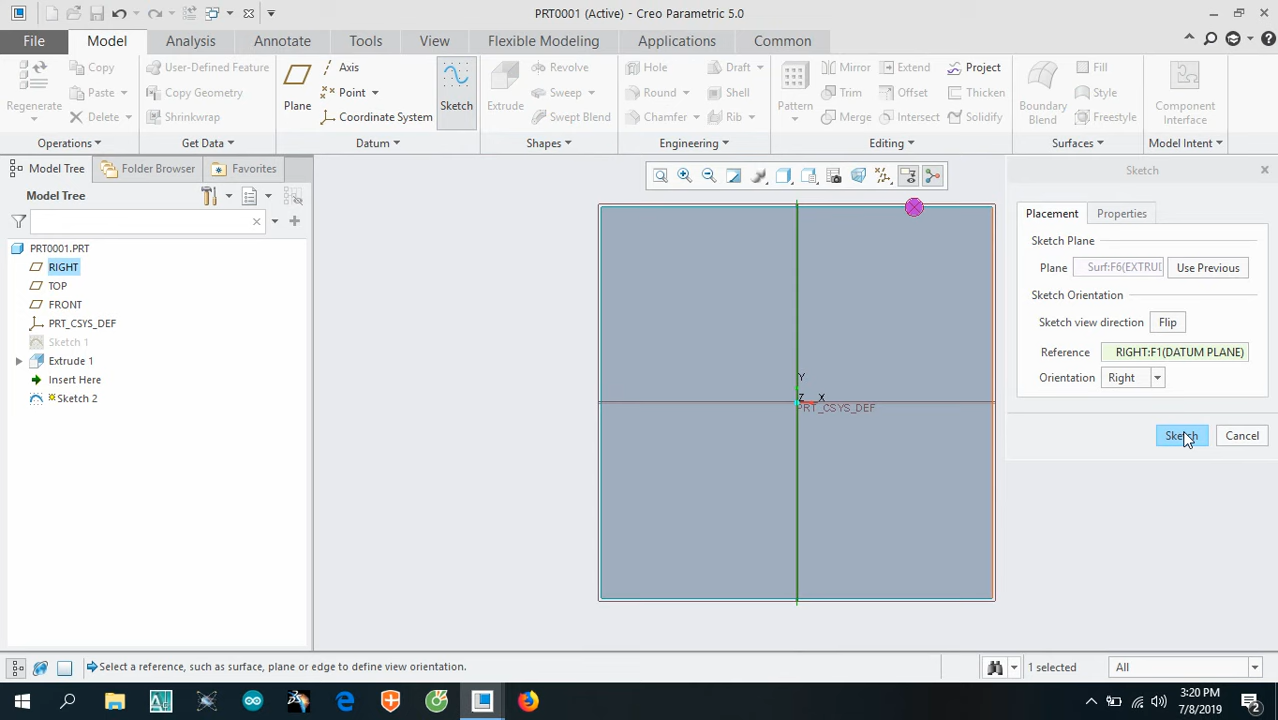 PRT0001 (Active) - Creo Parametric 5.0
File
Model
Analysis
Annotate
Tools
View
Flexible Modeling
Applications
Common
Regenerate
Copy
Paste
Delete
Operations
User-Defined Feature
Copy Geometry
Shrinkwrap
Get Data
Plane
Axis
Point
Coordinate System
Sketch
Datum
Extrude
Revolve
Sweep
Swept Blend
Shapes
Hole
Round
Chamfer
Draft
Shell
Rib
Engineering
Pattern
Mirror
Trim
Merge
Extend
Offset
Intersect
Project
Thicken
Solidify
Editing
Boundary
Blend
Fill
Style
Freestyle
Surfaces
Component
Interface
Model Intent
Model Tree
Folder Browser
Favorites
Model Tree
PRT0001.PRT
RIGHT
TOP
FRONT
PRT_CSYS_DEF
Sketch 1
Extrude 1
Insert Here
Sketch 2
Y
Z
X
PRT_CSYS_DEF
Sketch
Placement
Properties
Sketch Plane
Plane
Surf:F6(EXTRUD
Use Previous
Sketch Orientation
Sketch view direction
Flip
Reference
RIGHT:F1(DATUM PLANE)
Orientation
Right
Sketch
Cancel
Select a reference, such as surface, plane or edge to define view orientation.
1 selected
All
3:20 PM
7/8/2019
2